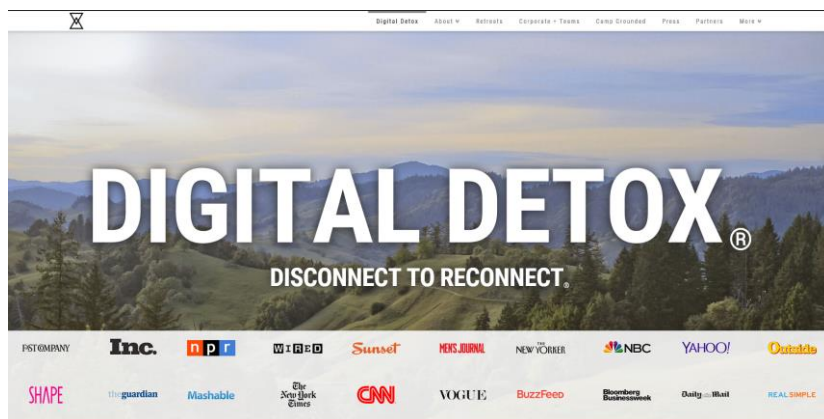 Digital Detox About Retreats Corporate + Teams Camp Grounded Press Partners More
DIGITAL DETOX®
DISCONNECT TO RECONNECT®
FAST COMPANY Inc. npr WIRED Sunset MEN'S JOURNAL THE NEW YORKER NBC YAHOO! Outside
SHAPE theguardian Mashable The New York Times CNN VOGUE BuzzFeed Bloomberg Businessweek Daily Mail REAL SIMPLE